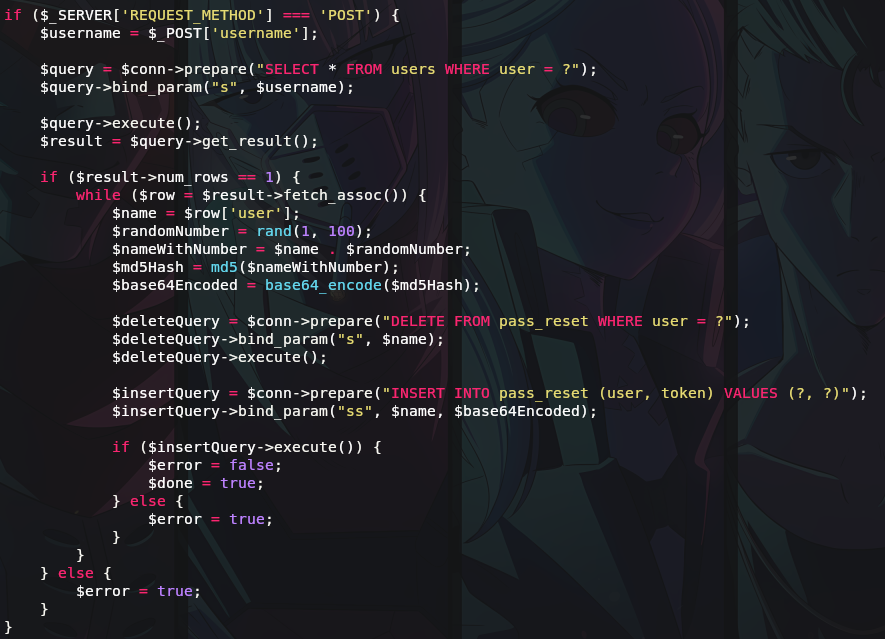 if ($_SERVER['REQUEST_METHOD'] === 'POST') {
    $username = $_POST['username'];

    $query = $conn->prepare("SELECT * FROM users WHERE user = ?");
    $query->bind_param("s", $username);

    $query->execute();
    $result = $query->get_result();

    if ($result->num_rows == 1) {
        while ($row = $result->fetch_assoc()) {
            $name = $row['user'];
            $randomNumber = rand(1, 100);
            $nameWithNumber = $name . $randomNumber;
            $md5Hash = md5($nameWithNumber);
            $base64Encoded = base64_encode($md5Hash);

            $deleteQuery = $conn->prepare("DELETE FROM pass_reset WHERE user = ?");
            $deleteQuery->bind_param("s", $name);
            $deleteQuery->execute();

            $insertQuery = $conn->prepare("INSERT INTO pass_reset (user, token) VALUES (?, ?)");
            $insertQuery->bind_param("ss", $name, $base64Encoded);

            if ($insertQuery->execute()) {
                $error = false;
                $done = true;
            } else {
                $error = true;
            }
        }
    } else {
        $error = true;
    }
}